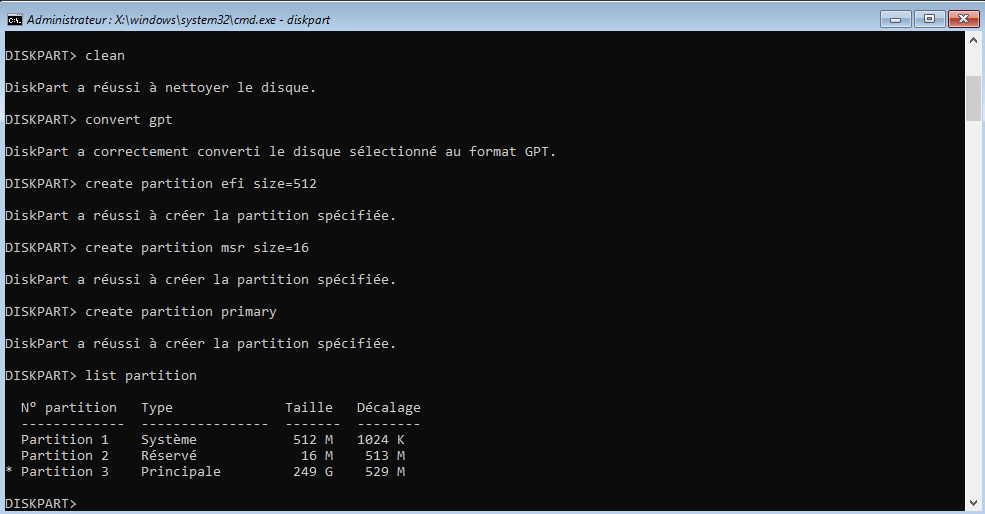 Administrateur : X:\windows\system32\cmd.exe - diskpart
DISKPART> clean
DiskPart a réussi à nettoyer le disque.
DISKPART> convert gpt
DiskPart a correctement converti le disque sélectionné au format GPT.
DISKPART> create partition efi size=512
DiskPart a réussi à créer la partition spécifiée.
DISKPART> create partition msr size=16
DiskPart a réussi à créer la partition spécifiée.
DISKPART> create partition primary
DiskPart a réussi à créer la partition spécifiée.
DISKPART> list partition
  N° partition   Type              Taille   Décalage
  -------------  ----------------  -------  --------
  Partition 1    Système            512 M   1024 K
  Partition 2    Réservé             16 M    513 M
* Partition 3    Principale         249 G    529 M
DISKPART>